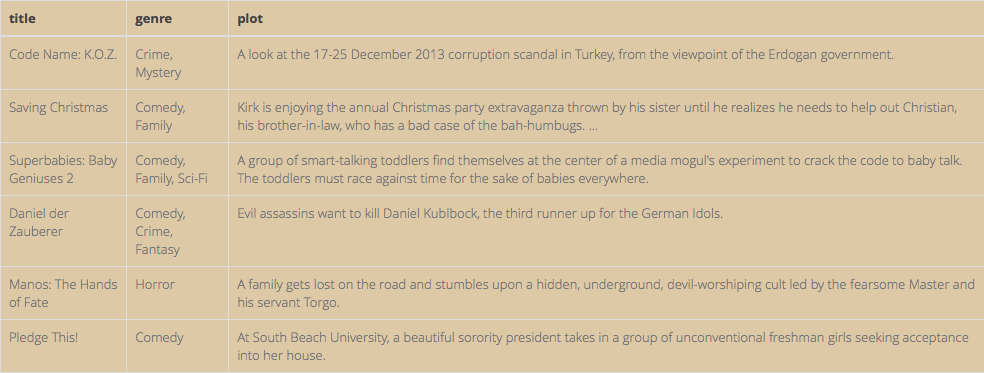 title genre plot
Code Name: K.O.Z. Crime, A look at the 17-25 December 2013 corruption scandal in Turkey, from the viewpoint of the Erdogan government.
Mystery
Saving Christmas Comedy, Kirk is enjoying the annual Christmas party extravaganza thrown by his sister until he realizes he needs to help out Christian,
Family his brother-in-law, who has a bad case of the bah-humbugs. ...
Superbabies: Baby Comedy, A group of smart-talking toddlers find themselves at the center of a media mogul's experiment to crack the code to baby talk.
Geniuses 2 Family, Sci-Fi The toddlers must race against time for the sake of babies everywhere.
Daniel der Comedy, Evil assassins want to kill Daniel Kublbock, the third runner up for the German Idols.
Zauberer Crime,
Fantasy
Manos: The Hands Horror A family gets lost on the road and stumbles upon a hidden, underground, devil-worshiping cult led by the fearsome Master and
of Fate his servant Torgo.
Pledge This! Comedy At South Beach University, a beautiful sorority president takes in a group of unconventional freshman girls seeking acceptance
into her house.